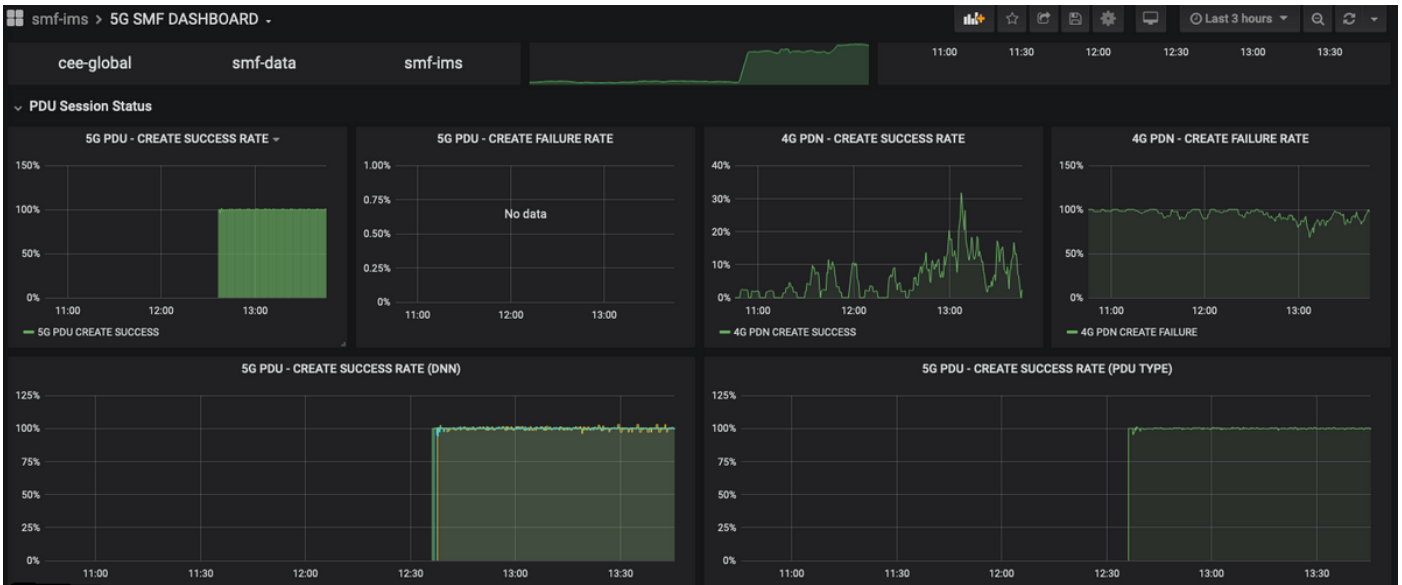 smf-ims > 5G SMF DASHBOARD
Last 3 hours
cee-global smf-data smf-ims
11:00 11:30 12:00 12:30 13:00 13:30
PDU Session Status
5G PDU - CREATE SUCCESS RATE
150%
100%
50%
0%
11:00 12:00 13:00
5G PDU CREATE SUCCESS
5G PDU - CREATE FAILURE RATE
1.00%
0.75%
No data
0.50%
0.25%
0%
11:00 12:00 13:00
4G PDN - CREATE SUCCESS RATE
40%
30%
20%
10%
0%
11:00 12:00 13:00
4G PDN CREATE SUCCESS
4G PDN - CREATE FAILURE RATE
150%
100%
50%
0%
11:00 12:00 13:00
4G PDN CREATE FAILURE
5G PDU - CREATE SUCCESS RATE (DNN)
125%
100%
75%
50%
25%
0%
11:00 11:30 12:00 12:30 13:00 13:30
5G PDU - CREATE SUCCESS RATE (PDU TYPE)
125%
100%
75%
50%
25%
0%
11:00 11:30 12:00 12:30 13:00 13:30